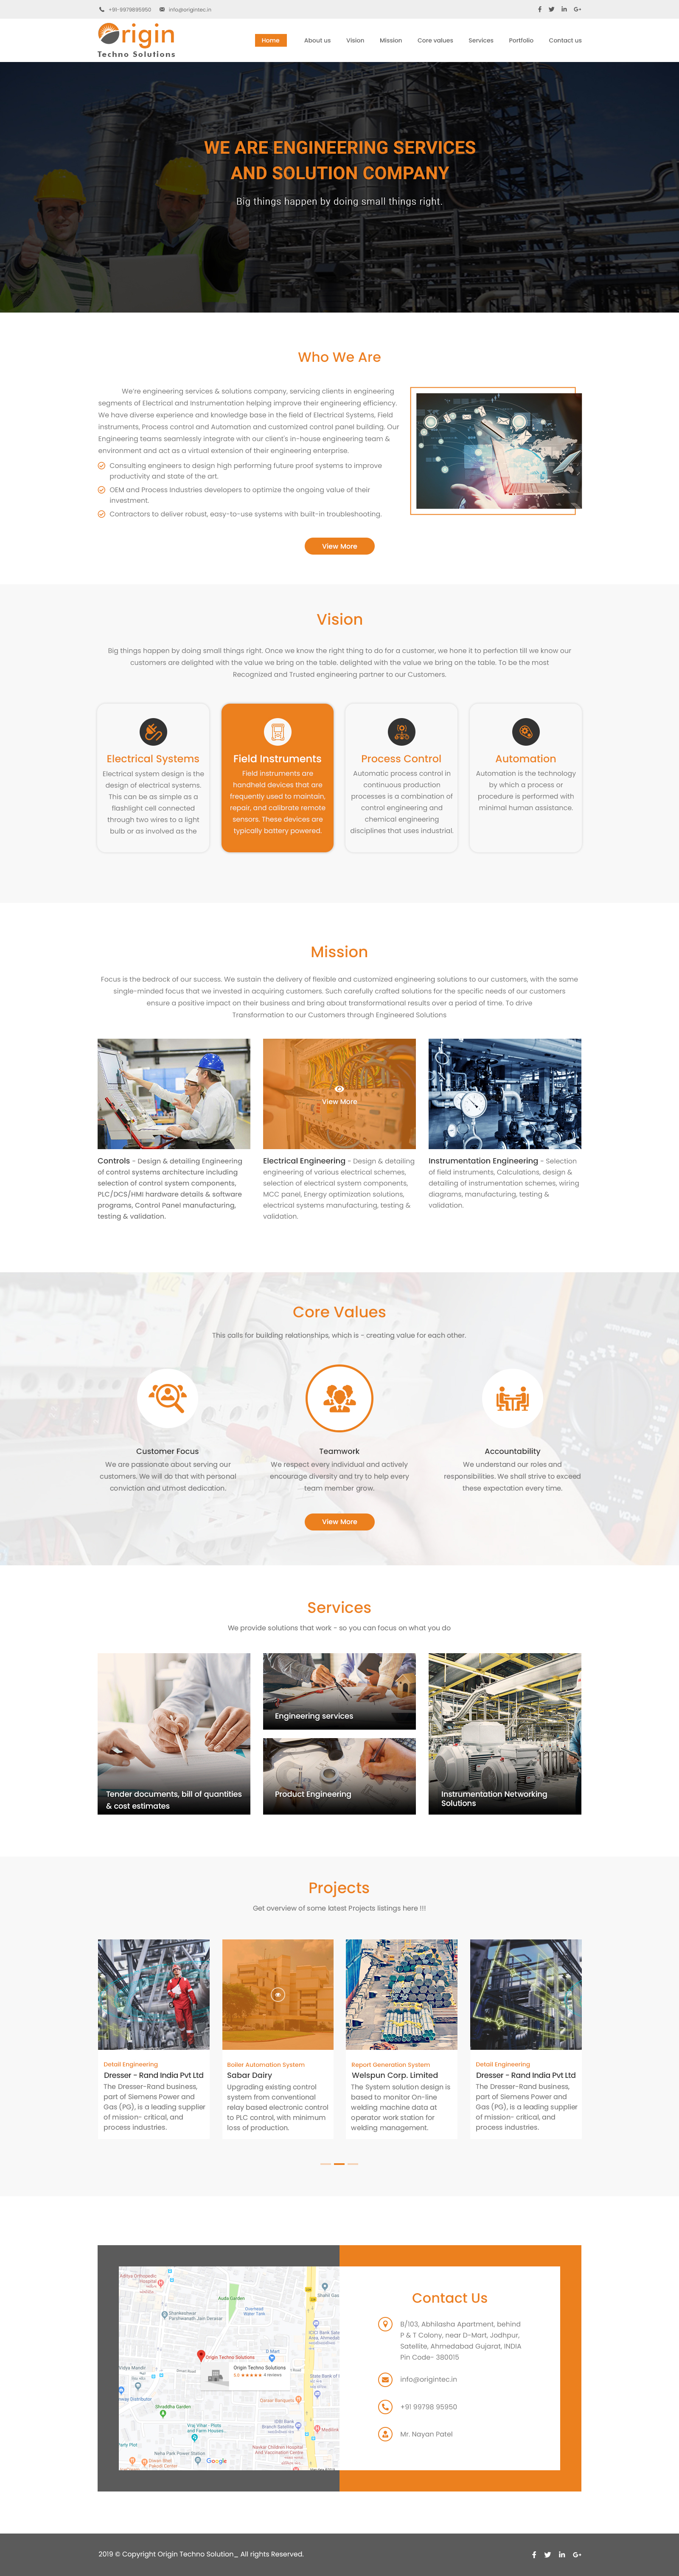 +91-9979895950 info@origintec.in
Origin
Techno Solutions
Home About us Vision Mission Core values Services Portfolio Contact us
WE ARE ENGINEERING SERVICES
AND SOLUTION COMPANY
Big things happen by doing small things right.
Who We Are
We're engineering services & solutions company, servicing clients in engineering
segments of Electrical and Instrumentation helping improve their engineering efficiency.
We have diverse experience and knowledge base in the field of Electrical Systems, Field
instruments, Process control and Automation and customized control panel building. Our
Engineering teams seamlessly integrate with our client's in-house engineering team &
environment and act as a virtual extension of their engineering enterprise.
Consulting engineers to design high performing future proof systems to improve
productivity and state of the art.
OEM and Process Industries developers to optimize the ongoing value of their
investment.
Contractors to deliver robust, easy-to-use systems with built-in troubleshooting.
View More
Vision
Big things happen by doing small things right. Once we know the right thing to do for a customer, we hone it to perfection till we know our
customers are delighted with the value we bring on the table. delighted with the value we bring on the table. To be the most
Recognized and Trusted engineering partner to our Customers.
Electrical Systems
Electrical system design is the
design of electrical systems.
This can be as simple as a
flashlight cell connected
through two wires to a light
bulb or as involved as the
Field Instruments
Field instruments are
handheld devices that are
frequently used to maintain,
repair, and calibrate remote
sensors. These devices are
typically battery powered.
Process Control
Automatic process control in
continuous production
processes is a combination of
control engineering and
chemical engineering
disciplines that uses industrial.
Automation
Automation is the technology
by which a process or
procedure is performed with
minimal human assistance.
Mission
Focus is the bedrock of our success. We sustain the delivery of flexible and customized engineering solutions to our customers, with the same
single-minded focus that we invested in acquiring customers. Such carefully crafted solutions for the specific needs of our customers
ensure a positive impact on their business and bring about transformational results over a period of time. To drive
Transformation to our Customers through Engineered Solutions
View More
Controls - Design & detailing Engineering
of control systems architecture including
selection of control system components,
PLC/DCS/HMI hardware details & software
programs, Control Panel manufacturing,
testing & validation.
Electrical Engineering - Design & detailing
engineering of various electrical schemes,
selection of electrical system components,
MCC panel, Energy optimization solutions,
electrical systems manufacturing, testing &
validation.
Instrumentation Engineering - Selection
of field instruments, Calculations, design &
detailing of instrumentation schemes, wiring
diagrams, manufacturing, testing &
validation.
Core Values
This calls for building relationships, which is - creating value for each other.
Customer Focus
We are passionate about serving our
customers. We will do that with personal
conviction and utmost dedication.
Teamwork
We respect every individual and actively
encourage diversity and try to help every
team member grow.
Accountability
We understand our roles and
responsibilities. We shall strive to exceed
these expectation every time.
View More
Services
We provide solutions that work - so you can focus on what you do
Tender documents, bill of quantities
& cost estimates
Engineering services
Product Engineering
Instrumentation Networking
Solutions
Projects
Get overview of some latest Projects listings here !!!
Detail Engineering
Dresser - Rand India Pvt Ltd
The Dresser-Rand business,
part of Siemens Power and
Gas (PG), is a leading supplier
of mission- critical, and
process industries.
Boiler Automation System
Sabar Dairy
Upgrading existing control
system from conventional
relay based electronic control
to PLC control, with minimum
loss of production.
Report Generation System
Welspun Corp. Limited
The System solution design is
based to monitor On-line
welding machine data at
operator work station for
welding management.
Detail Engineering
Dresser - Rand India Pvt Ltd
The Dresser-Rand business,
part of Siemens Power and
Gas (PG), is a leading supplier
of mission- critical, and
process industries.
Auda Garden
Overhead
Water Tank
Shankeshwar
Parshwanath Jain Derasar
D Mart
Origin Techno Solutions
Origin Techno Solutions
4 reviews
Shraddha Garden
Viraj Vihar - Plots
and Farm Houses
Neha Park Power Station
Google
Contact Us
B/103, Abhilasha Apartment, behind
P & T Colony, near D-Mart, Jodhpur,
Satellite, Ahmedabad Gujarat, INDIA
Pin Code- 380015
info@origintec.in
+91 99798 95950
Mr. Nayan Patel
2019 © Copyright Origin Techno Solution_ All rights Reserved.